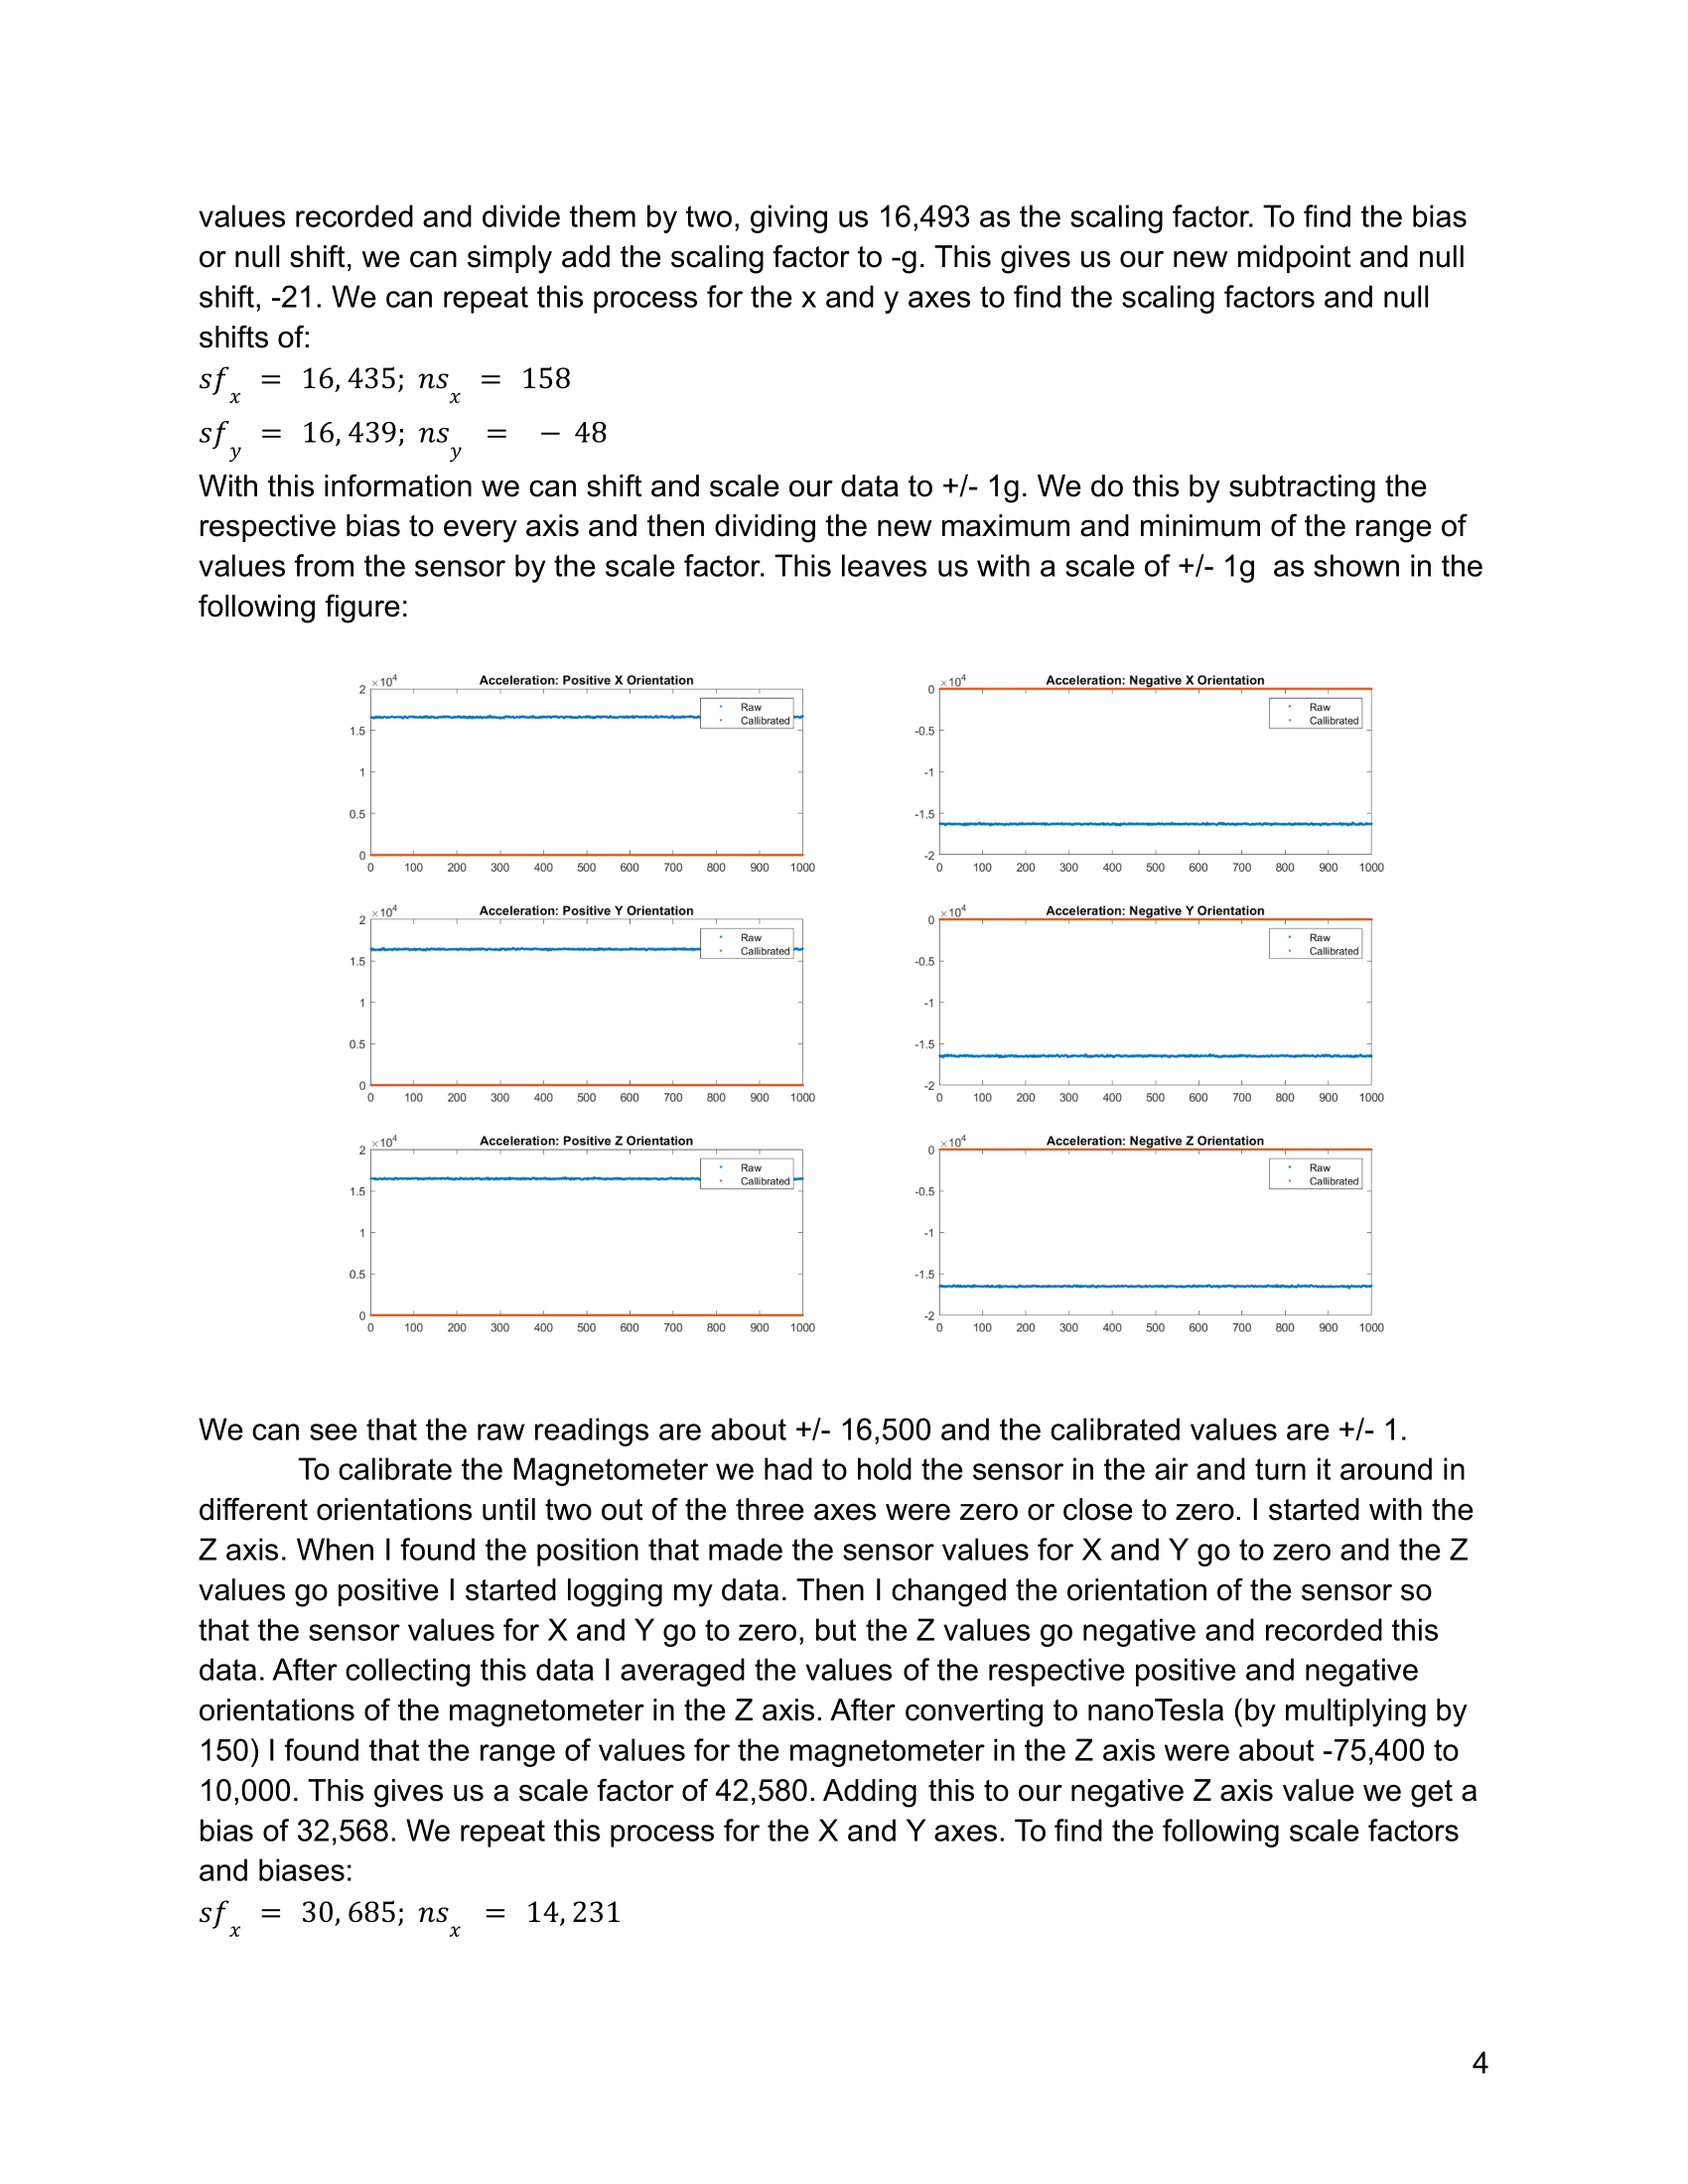 values recorded and divide them by two, giving us 16,493 as the scaling factor. To find the bias
or null shift, we can simply add the scaling factor to -g. This gives us our new midpoint and null
shift, -21. We can repeat this process for the x and y axes to find the scaling factors and null
shifts of:
sf_x = 16,435; ns_x = 158
sf_y = 16,439; ns_y = − 48
With this information we can shift and scale our data to +/- 1g. We do this by subtracting the
respective bias to every axis and then dividing the new maximum and minimum of the range of
values from the sensor by the scale factor. This leaves us with a scale of +/- 1g as shown in the
following figure:
Acceleration: Positive X Orientation
×10^4
2
1.5
1
0.5
0
Raw
Callibrated
0 100 200 300 400 500 600 700 800 900 1000
Acceleration: Negative X Orientation
×10^4
0
-0.5
-1
-1.5
-2
Raw
Callibrated
0 100 200 300 400 500 600 700 800 900 1000
Acceleration: Positive Y Orientation
×10^4
2
1.5
1
0.5
0
Raw
Callibrated
0 100 200 300 400 500 600 700 800 900 1000
Acceleration: Negative Y Orientation
×10^4
0
-0.5
-1
-1.5
-2
Raw
Callibrated
0 100 200 300 400 500 600 700 800 900 1000
Acceleration: Positive Z Orientation
×10^4
2
1.5
1
0.5
0
Raw
Callibrated
0 100 200 300 400 500 600 700 800 900 1000
Acceleration: Negative Z Orientation
×10^4
0
-0.5
-1
-1.5
-2
Raw
Callibrated
0 100 200 300 400 500 600 700 800 900 1000
We can see that the raw readings are about +/- 16,500 and the calibrated values are +/- 1.
To calibrate the Magnetometer we had to hold the sensor in the air and turn it around in
different orientations until two out of the three axes were zero or close to zero. I started with the
Z axis. When I found the position that made the sensor values for X and Y go to zero and the Z
values go positive I started logging my data. Then I changed the orientation of the sensor so
that the sensor values for X and Y go to zero, but the Z values go negative and recorded this
data. After collecting this data I averaged the values of the respective positive and negative
orientations of the magnetometer in the Z axis. After converting to nanoTesla (by multiplying by
150) I found that the range of values for the magnetometer in the Z axis were about -75,400 to
10,000. This gives us a scale factor of 42,580. Adding this to our negative Z axis value we get a
bias of 32,568. We repeat this process for the X and Y axes. To find the following scale factors
and biases:
sf_x = 30,685; ns_x = 14,231
4